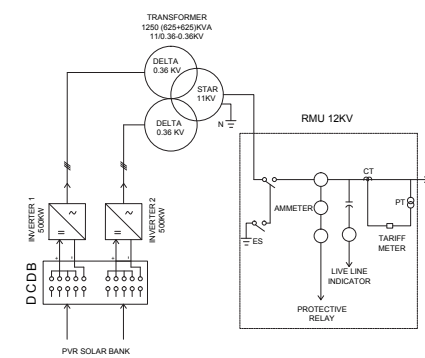 TRANSFORMER
1250 (625+625)KVA
11/0.36-0.36KV
DELTA
0.36 KV
STAR
11KV
DELTA
0.36 KV
N
RMU 12KV
CT
PT
AMMETER
ES
TARIFF
METER
LIVE LINE
INDICATOR
PROTECTIVE
RELAY
INVERTER 1
500KW
INVERTER 2
500KW
+
-
+
-
DCDB
PVR SOLAR BANK